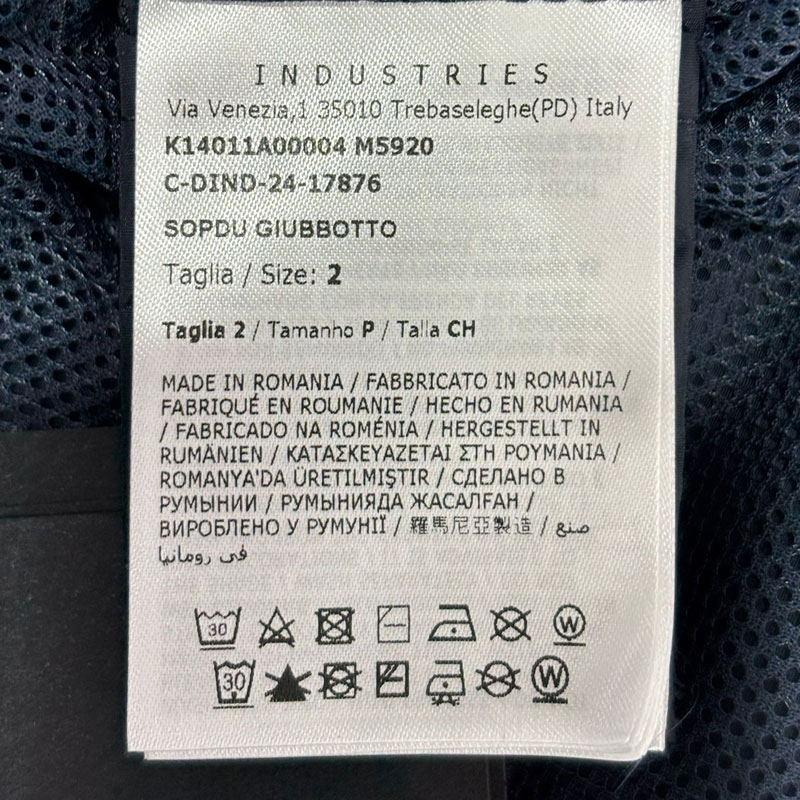 INDUSTRIES
Via Venezia,1 35010 Trebaseleghe(PD) Italy
K14011A00004 M5920
C-DIND-24-17876
SOPDU GIUBBOTTO
Taglia / Size: 2
Taglia 2 / Tamanho P / Talla CH
MADE IN ROMANIA / FABBRICATO IN ROMANIA /
FABRIQUÉ EN ROUMANIE / HECHO EN RUMANIA
/ FABRICADO NA ROMÉNIA / HERGESTELLT IN
RUMÄNIEN / ΚΑΤΑΣΚΕΥΑΖΕΤΑΙ ΣΤΗ ΡΟΥΜΑΝΙΑ /
ROMANYA'DA ÜRETILMIŞTIR / СДЕЛАНО В
РУМЫНИИ / РУМЫНИЯДА ЖАСАЛҒАН /
ВИРОБЛЕНО У РУМУНІЇ / 羅馬尼亞製造 / صنع
في رومانيا
30 W
30 W